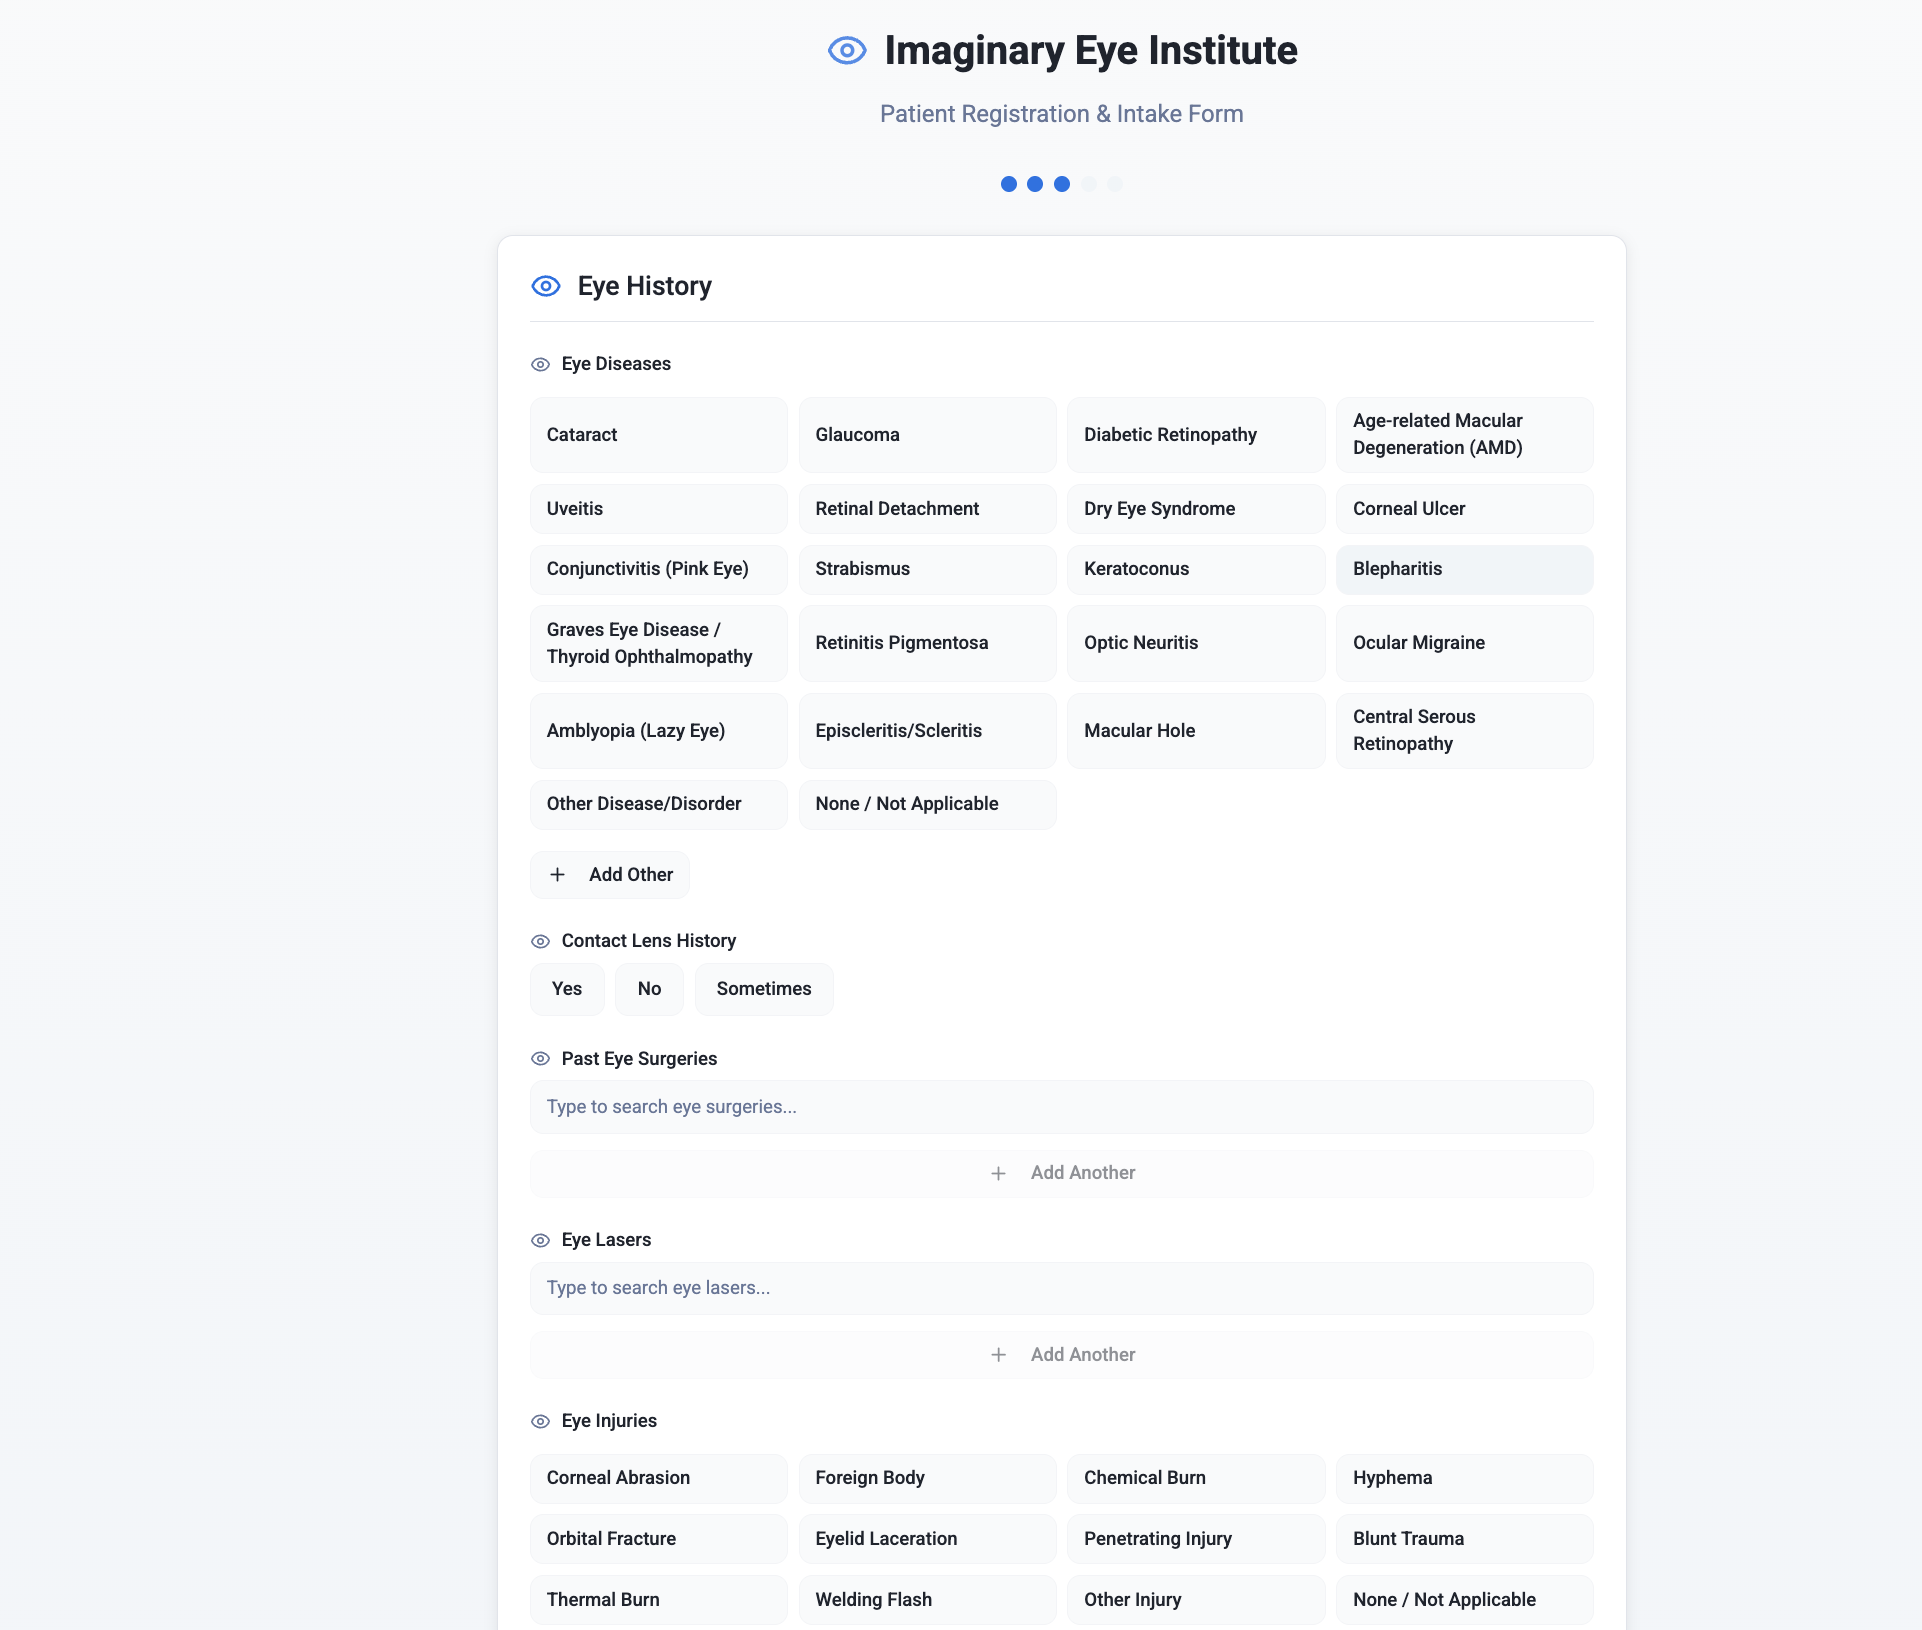 Imaginary Eye Institute
Patient Registration & Intake Form
Eye History
Eye Diseases
Cataract
Glaucoma
Diabetic Retinopathy
Age-related Macular
Degeneration (AMD)
Uveitis
Retinal Detachment
Dry Eye Syndrome
Corneal Ulcer
Conjunctivitis (Pink Eye)
Strabismus
Keratoconus
Blepharitis
Graves Eye Disease /
Thyroid Ophthalmopathy
Retinitis Pigmentosa
Optic Neuritis
Ocular Migraine
Amblyopia (Lazy Eye)
Episcleritis/Scleritis
Macular Hole
Central Serous
Retinopathy
Other Disease/Disorder
None / Not Applicable
+ Add Other
Contact Lens History
Yes
No
Sometimes
Past Eye Surgeries
Type to search eye surgeries...
+ Add Another
Eye Lasers
Type to search eye lasers...
+ Add Another
Eye Injuries
Corneal Abrasion
Foreign Body
Chemical Burn
Hyphema
Orbital Fracture
Eyelid Laceration
Penetrating Injury
Blunt Trauma
Thermal Burn
Welding Flash
Other Injury
None / Not Applicable